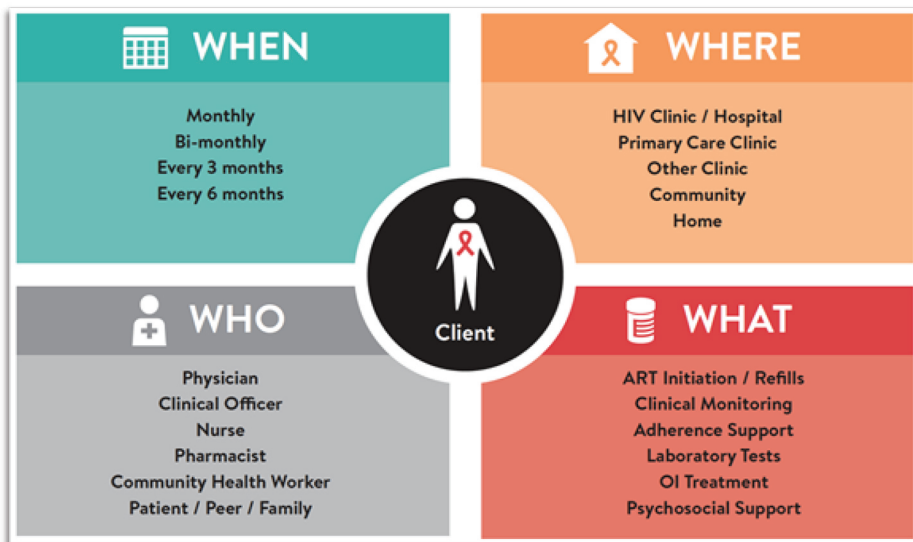 WHEN
Monthly
Bi-monthly
Every 3 months
Every 6 months
WHERE
HIV Clinic / Hospital
Primary Care Clinic
Other Clinic
Community
Home
Client
WHO
Physician
Clinical Officer
Nurse
Pharmacist
Community Health Worker
Patient / Peer / Family
WHAT
ART Initiation / Refills
Clinical Monitoring
Adherence Support
Laboratory Tests
OI Treatment
Psychosocial Support